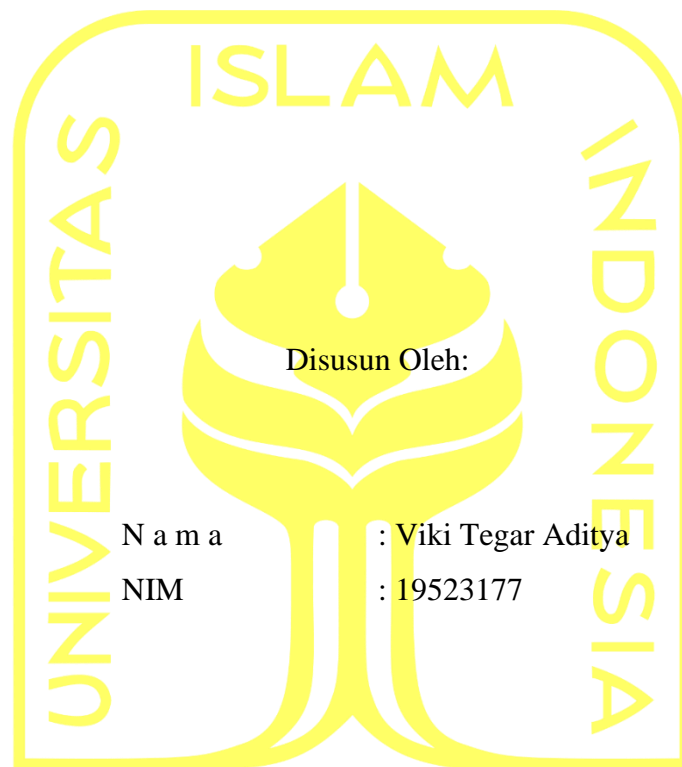 UNIVERSITAS
ISLAM
INDONESIA
Disusun Oleh:
N a m a : Viki Tegar Aditya
NIM : 19523177